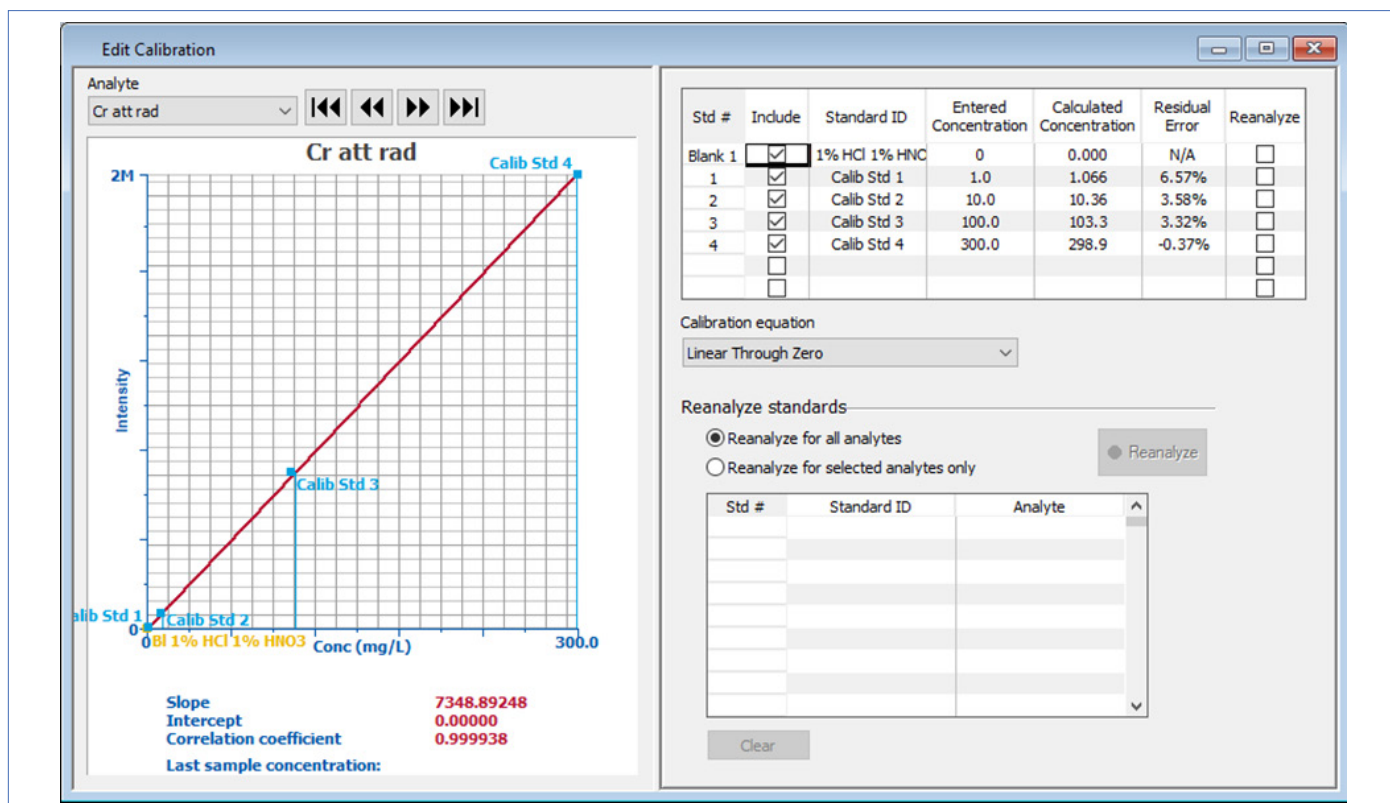 Edit Calibration
Analyte
Cr att rad
Cr att rad
Calib Std 4
2M
Intensity
Calib Std 3
alib Std 1
Calib Std 2
0
0
Bl 1% HCl 1% HNO3
Conc (mg/L)
300.0
Slope 7348.89248
Intercept 0.00000
Correlation coefficient 0.999938
Last sample concentration:
Std # Include Standard ID Entered Concentration Calculated Concentration Residual Error Reanalyze
Blank 1 1% HCl 1% HNO 0 0.000 N/A
1 Calib Std 1 1.0 1.066 6.57%
2 Calib Std 2 10.0 10.36 3.58%
3 Calib Std 3 100.0 103.3 3.32%
4 Calib Std 4 300.0 298.9 -0.37%
Calibration equation
Linear Through Zero
Reanalyze standards
Reanalyze for all analytes
Reanalyze for selected analytes only
Reanalyze
Std # Standard ID Analyte
Clear